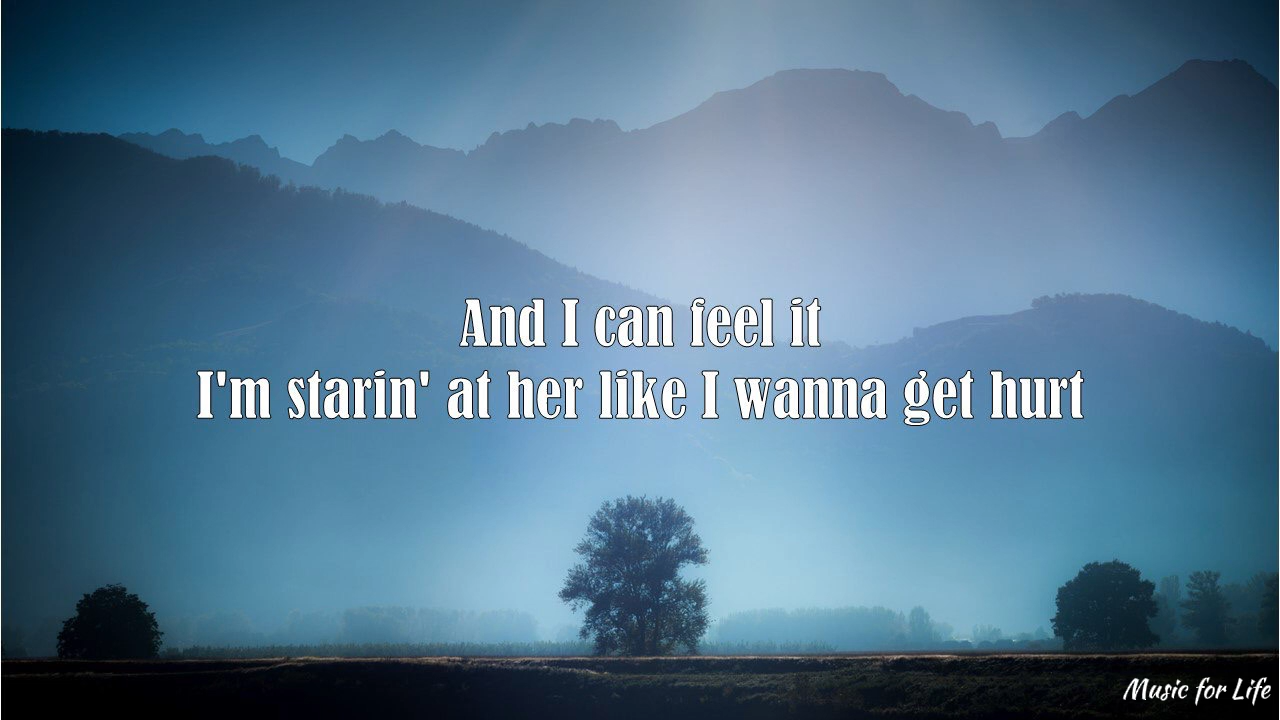 And I can feel it
I'm starin' at her like I wanna get hurt
Music for Life